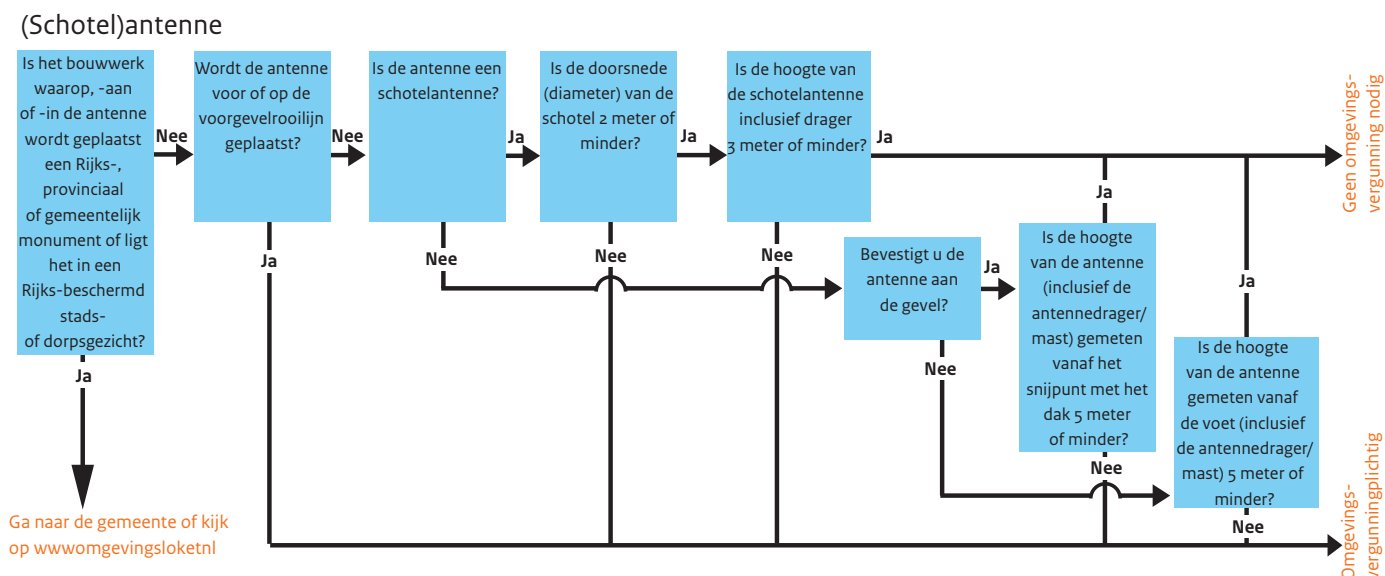 (Schotel)antenne
Is het bouwwerk
waarop, -aan
of -in de antenne
wordt geplaatst
een Rijks-,
provinciaal
of gemeentelijk
monument of ligt
het in een
Rijks-beschermd
stads-
of dorpsgezicht?
Nee
Ja
Ga naar de gemeente of kijk
op wwwomgevingsloketnl
Wordt de antenne
voor of op de
voorgevelrooilijn
geplaatst?
Nee
Ja
Is de antenne een
schotelantenne?
Ja
Nee
Is de doorsnede
(diameter) van de
schotel 2 meter of
minder?
Ja
Nee
Is de hoogte van
de schotelantenne
inclusief drager
3 meter of minder?
Ja
Nee
Bevestigt u de
antenne aan
de gevel?
Ja
Nee
Ja
Is de hoogte
van de antenne
(inclusief de
antennedrager/
mast) gemeten
vanaf het
snijpunt met het
dak 5 meter
of minder?
Nee
Ja
Is de hoogte
van de antenne
gemeten vanaf
de voet (inclusief
de antennedrager/
mast) 5 meter of
minder?
Nee
Geen omgevings-
vergunning nodig
Omgevings-
vergunningplichtig